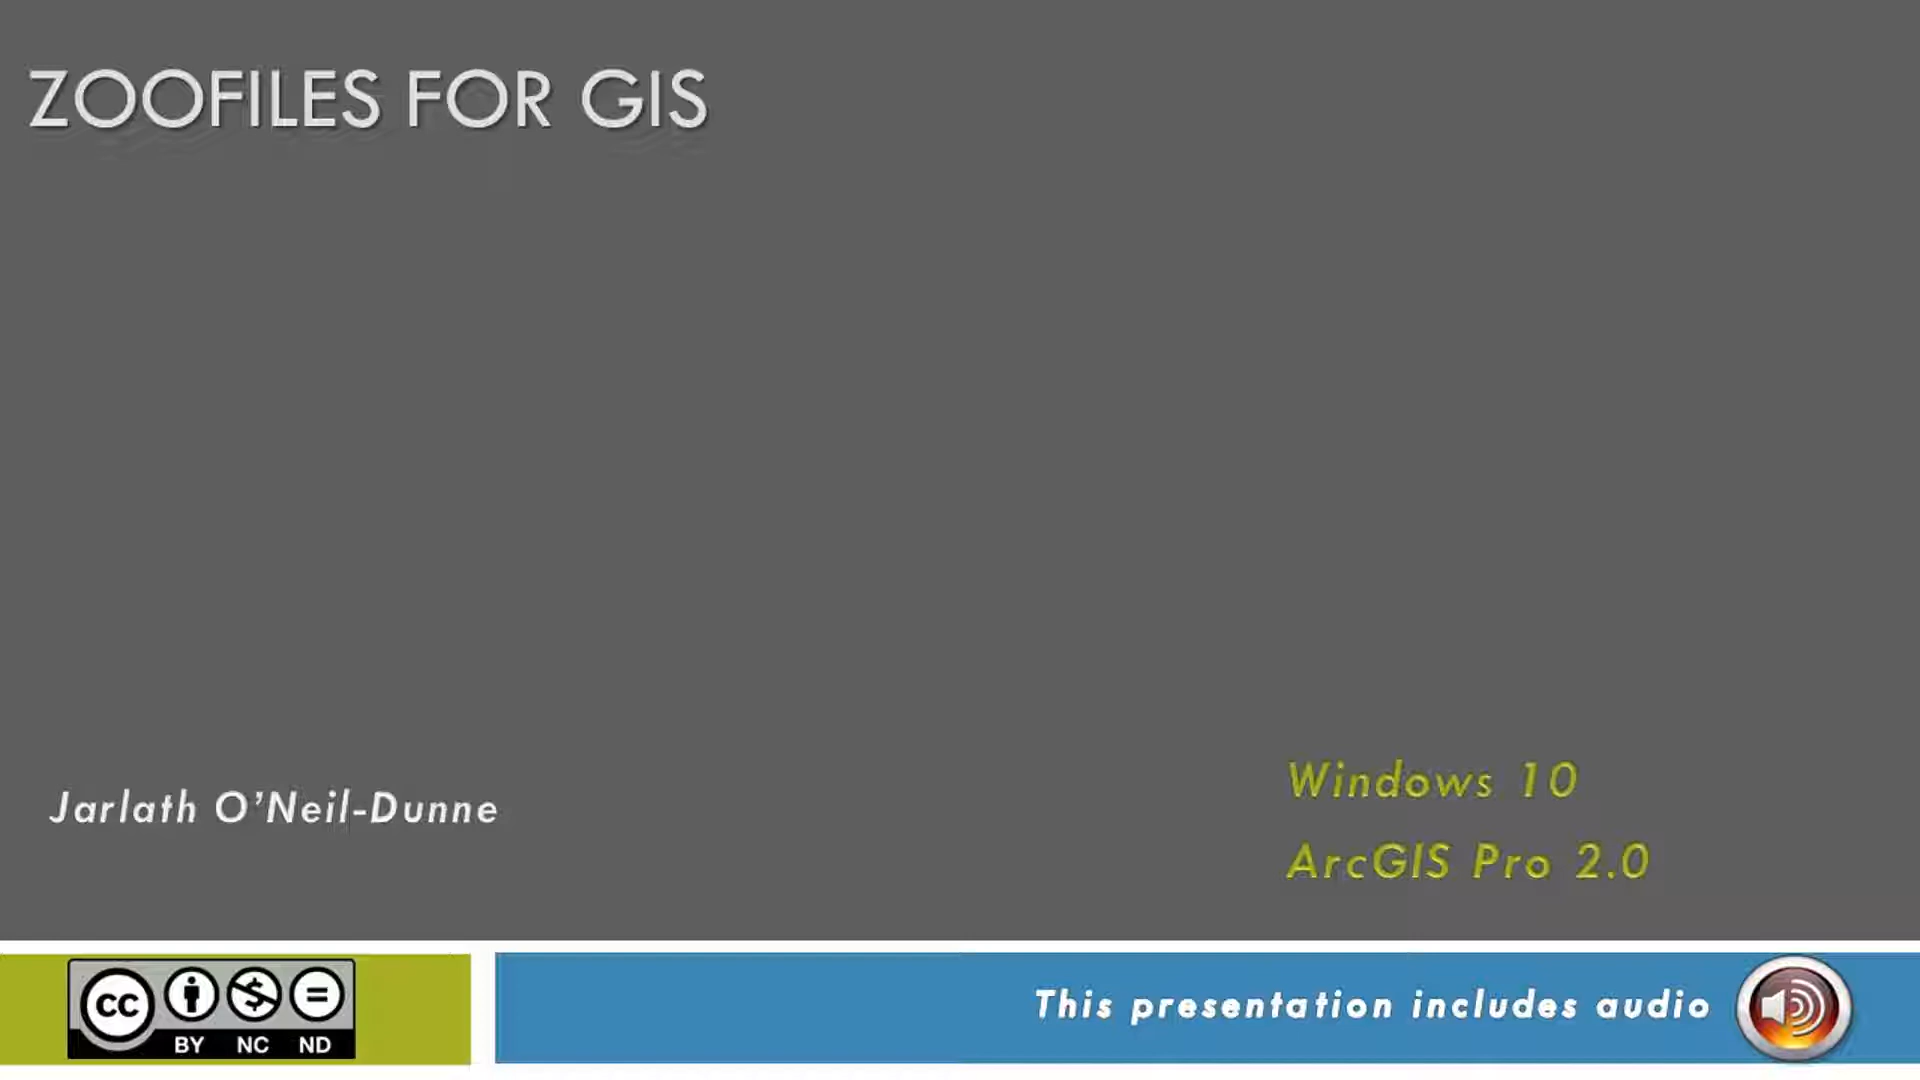 ZOOFILES FOR GIS
Windows 10
Jarlath O’Neil-Dunne
ArcGIS Pro 2.0
cc
BY NC ND
This presentation includes audio